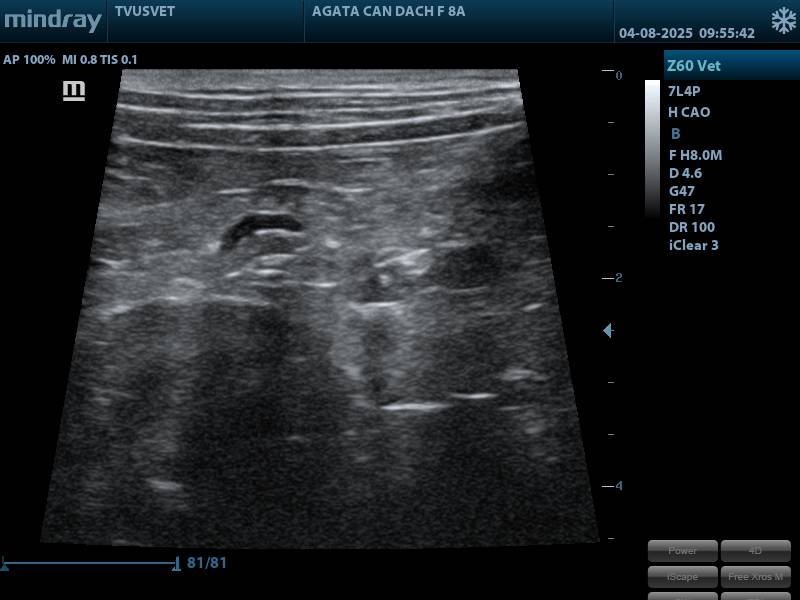 mindray
TVUSVET
AGATA CAN DACH F 8A
04-08-2025 09:55:42
AP 100% MI 0.8 TIS 0.1
m
0
2
4
Z60 Vet
7L4P
H CAO
B
F H8.0M
D 4.6
G47
FR 17
DR 100
iClear 3
81/81
Power
4D
iScape
Free Xros M